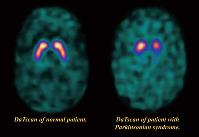 DaTscan of normal patient.
DaTscan of patient with
Parkinsonian syndrome.